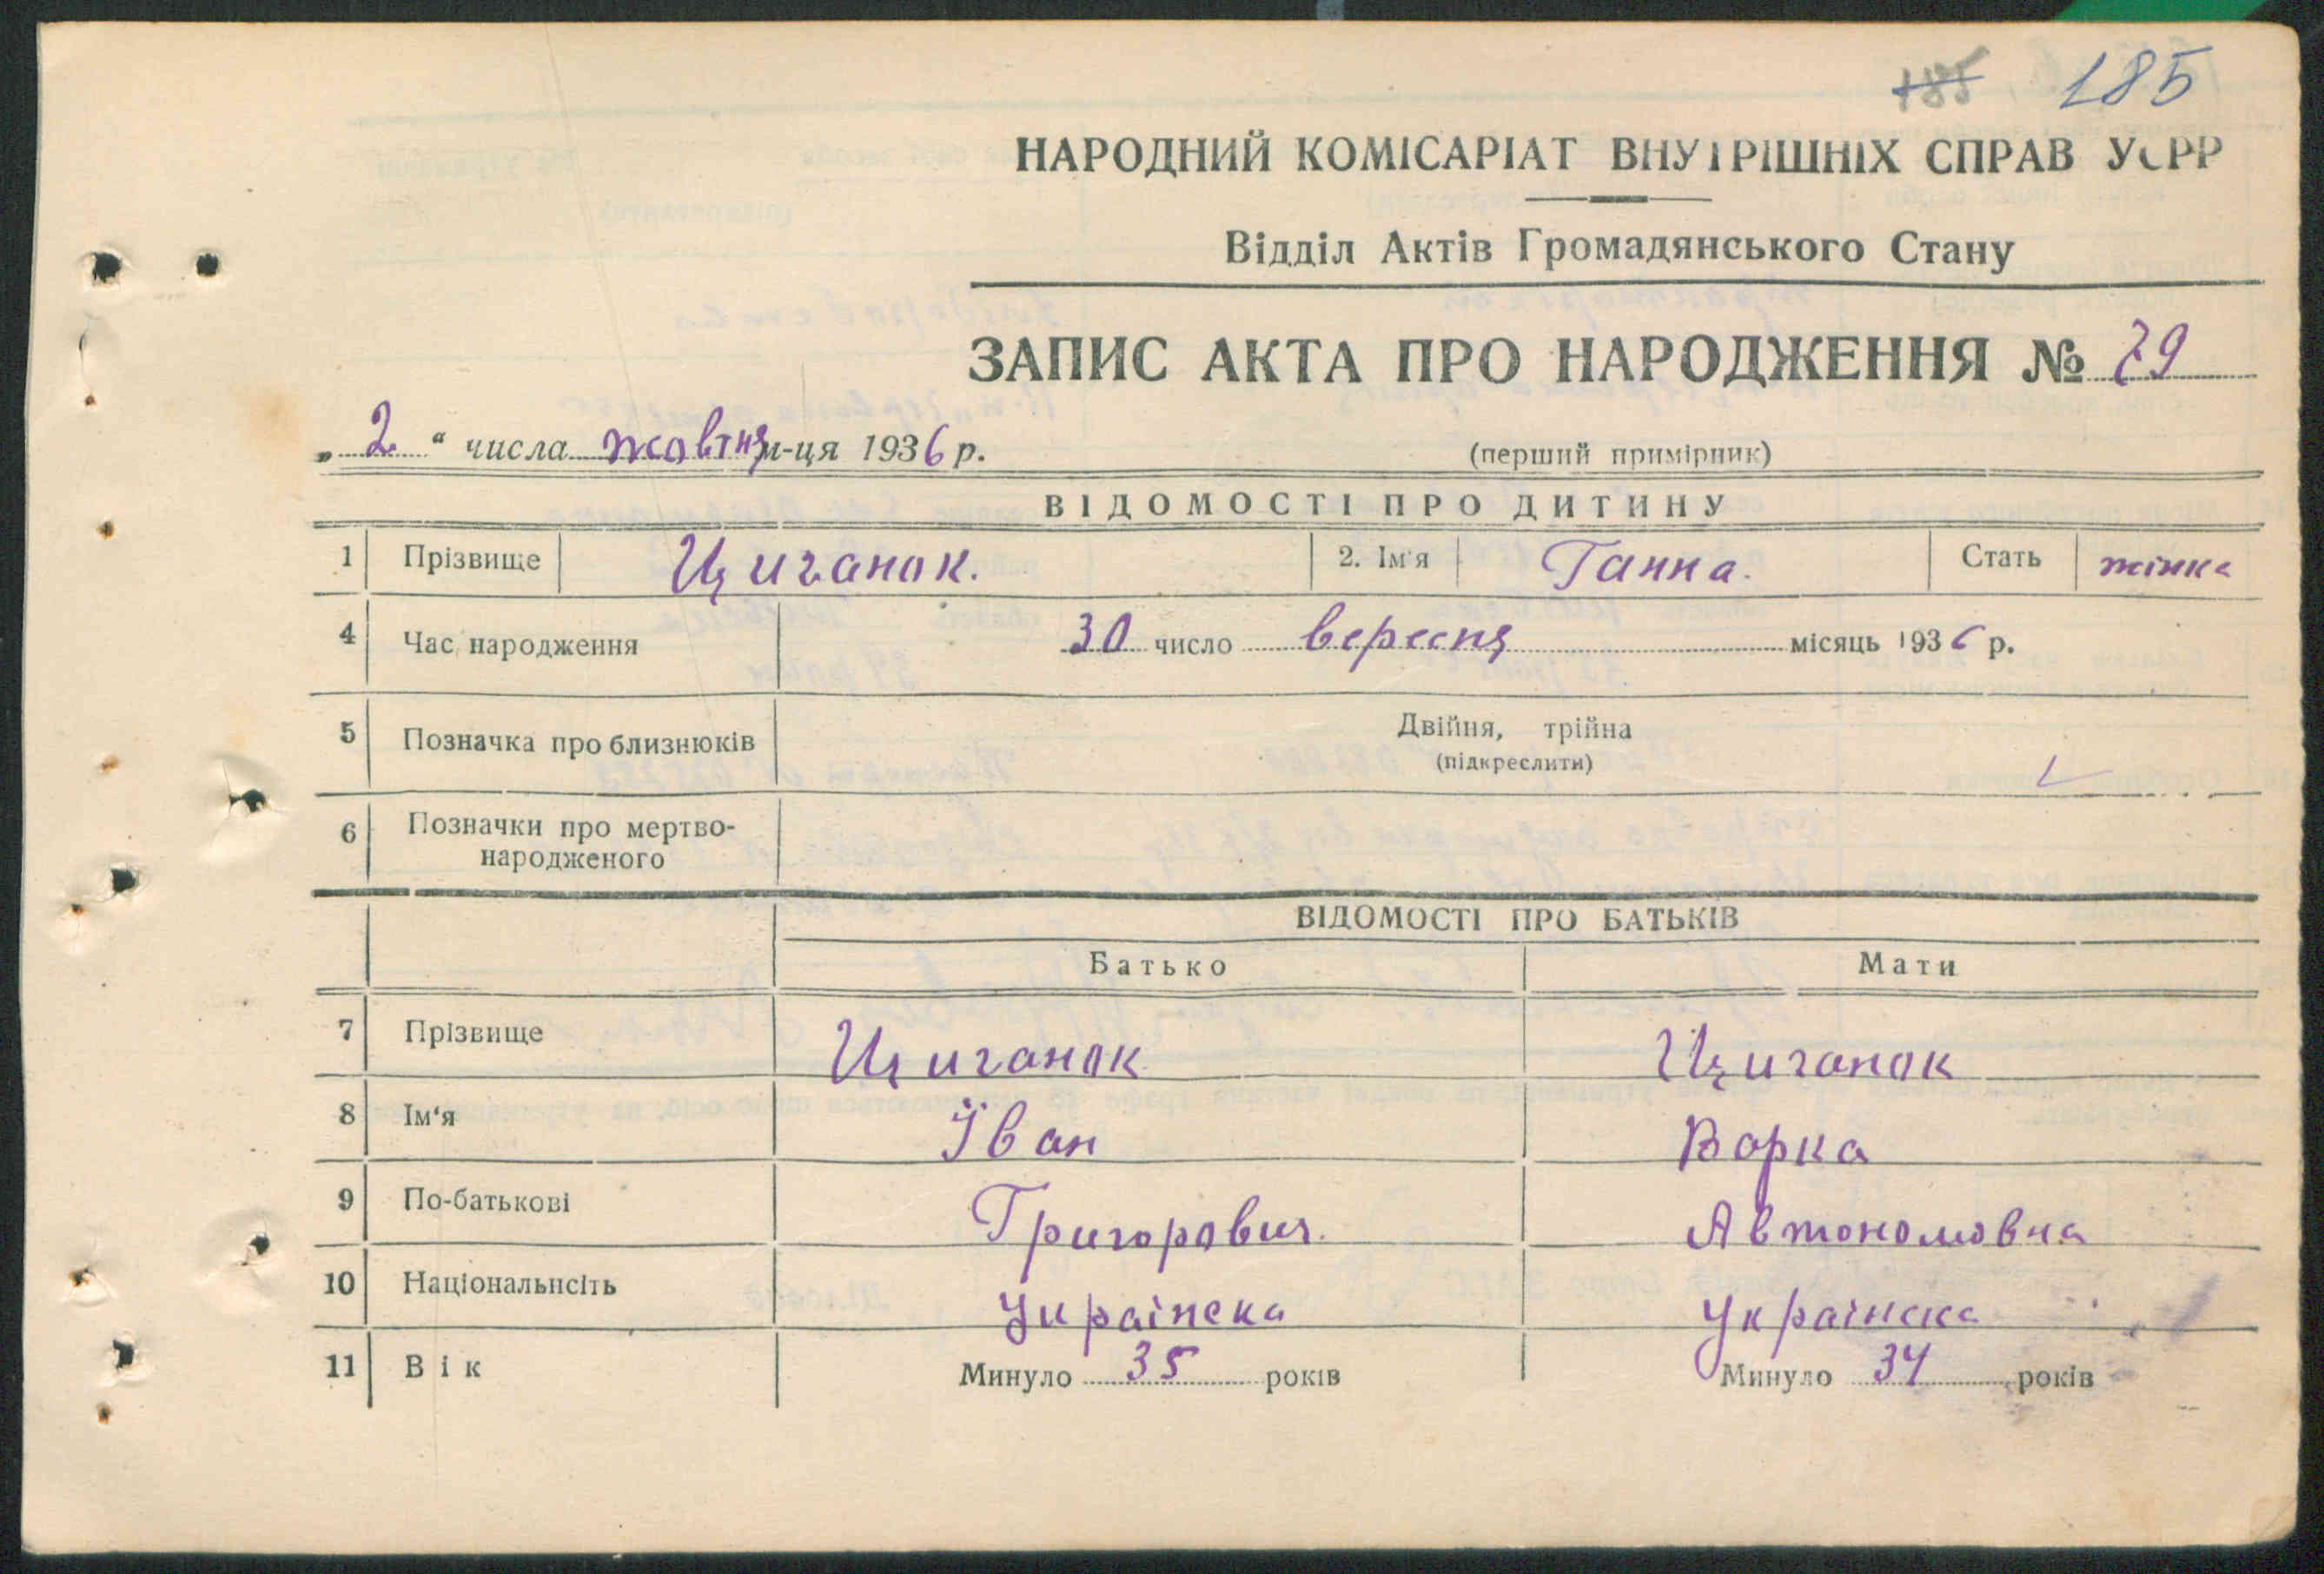 185 185
НАРОДНИЙ КОМІСАРІАТ ВНУТРІШНІХ СПРАВ УСРР
Відділ Актів Громадянського Стану
ЗАПИС АКТА ПРО НАРОДЖЕННЯ № 79
„ 2 “ числа жовтня м-ця 1936 р.
(перший примірник)
ВІДОМОСТІ ПРО ДИТИНУ
1 Прізвище Циганок. 2. Ім'я Ганна. Стать жінка
4 Час народження 30 число вересня місяць 1936 р.
5 Позначка про близнюків Двійня, трійна
(підкреслити)
6 Позначки про мертво-
народженого
ВІДОМОСТІ ПРО БАТЬКІВ
Батько Мати
7 Прізвище Циганок Циганок
8 Ім‘я Іван Варка
9 По-батькові Григорович. Автономовна
10 Національнсіть Українска Українска
11 Вік Минуло 35 років Минуло 34 років